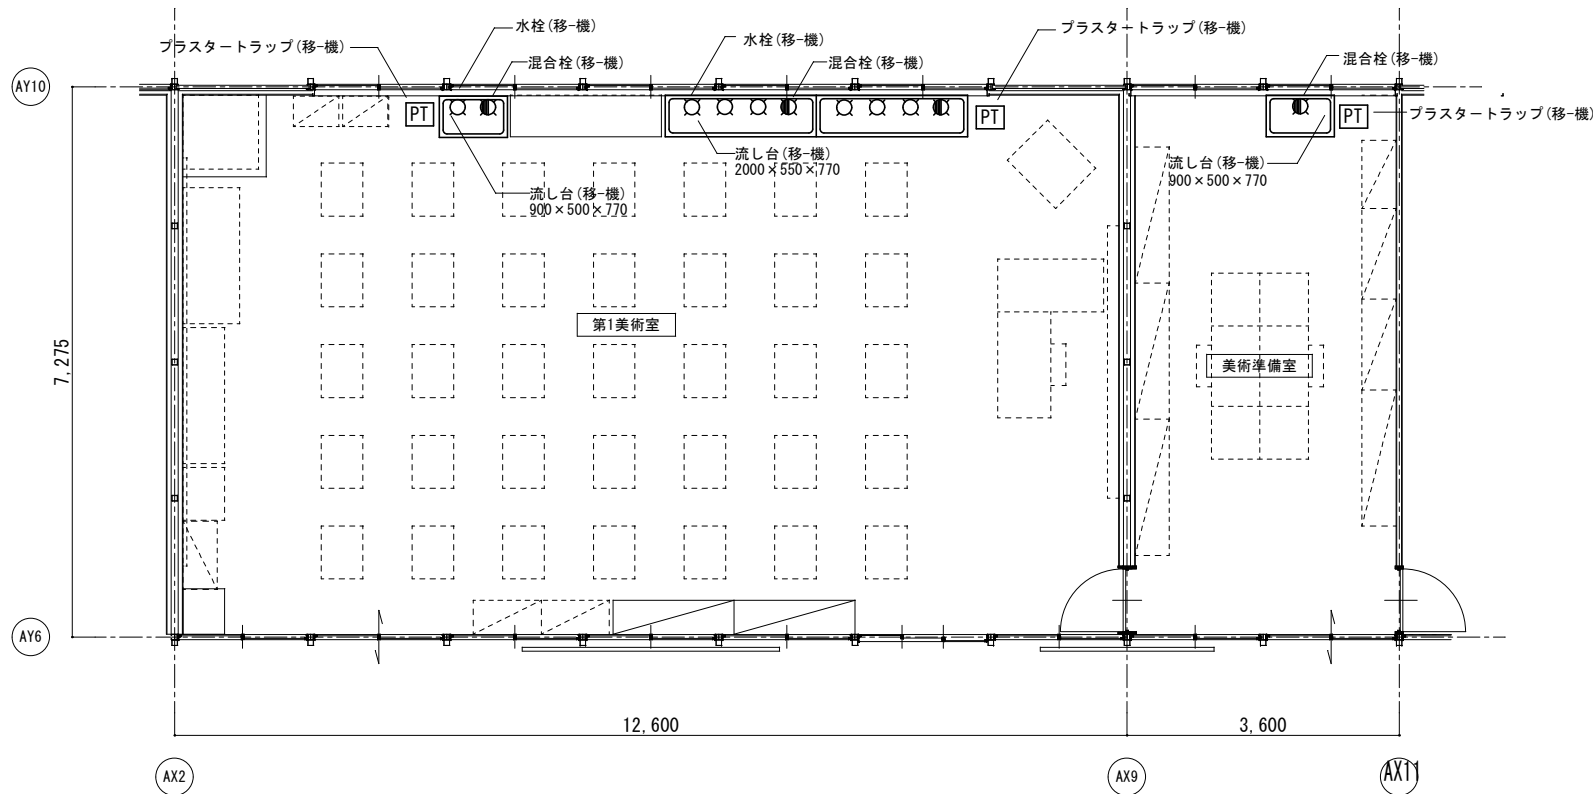 水栓(移-機)
プラスタートラップ(移-機)
混合栓(移-機)
水栓(移-機)
混合栓(移-機)
プラスタートラップ(移-機)
混合栓(移-機)
プラスタートラップ(移-機)
AY10
PT
PT
PT
流し台(移-機)
2000×550×770
流し台(移-機)
900×500×770
流し台(移-機)
900×500×770
第1美術室
美術準備室
7,275
AY6
12,600
3,600
AX2
AX9
AX11